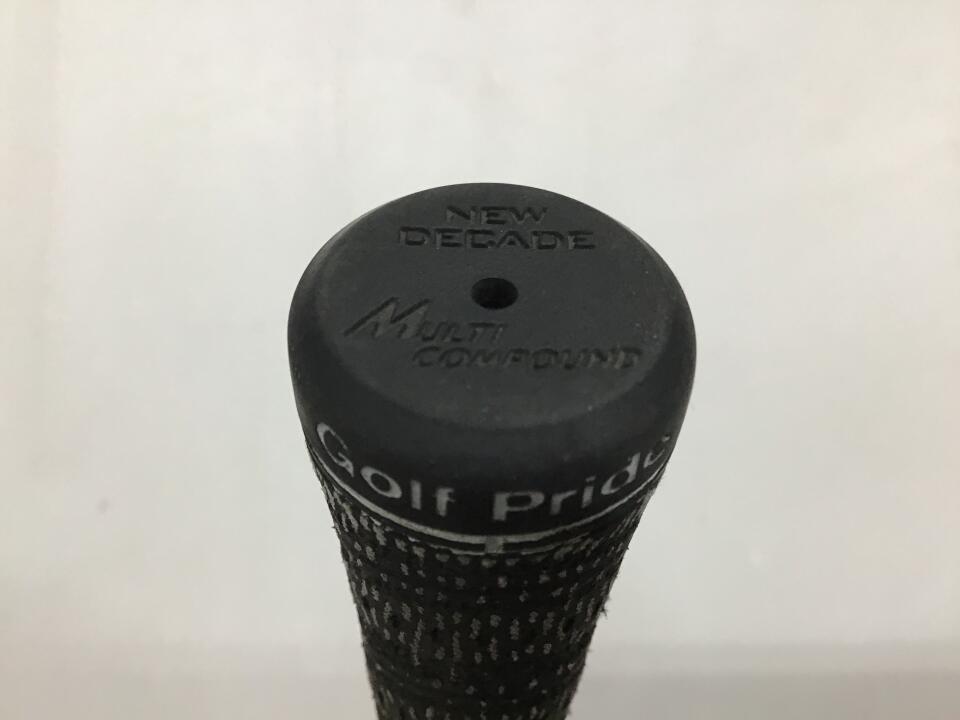 NEW
DECADE
MULTI
COMPOUND
Golf Pride